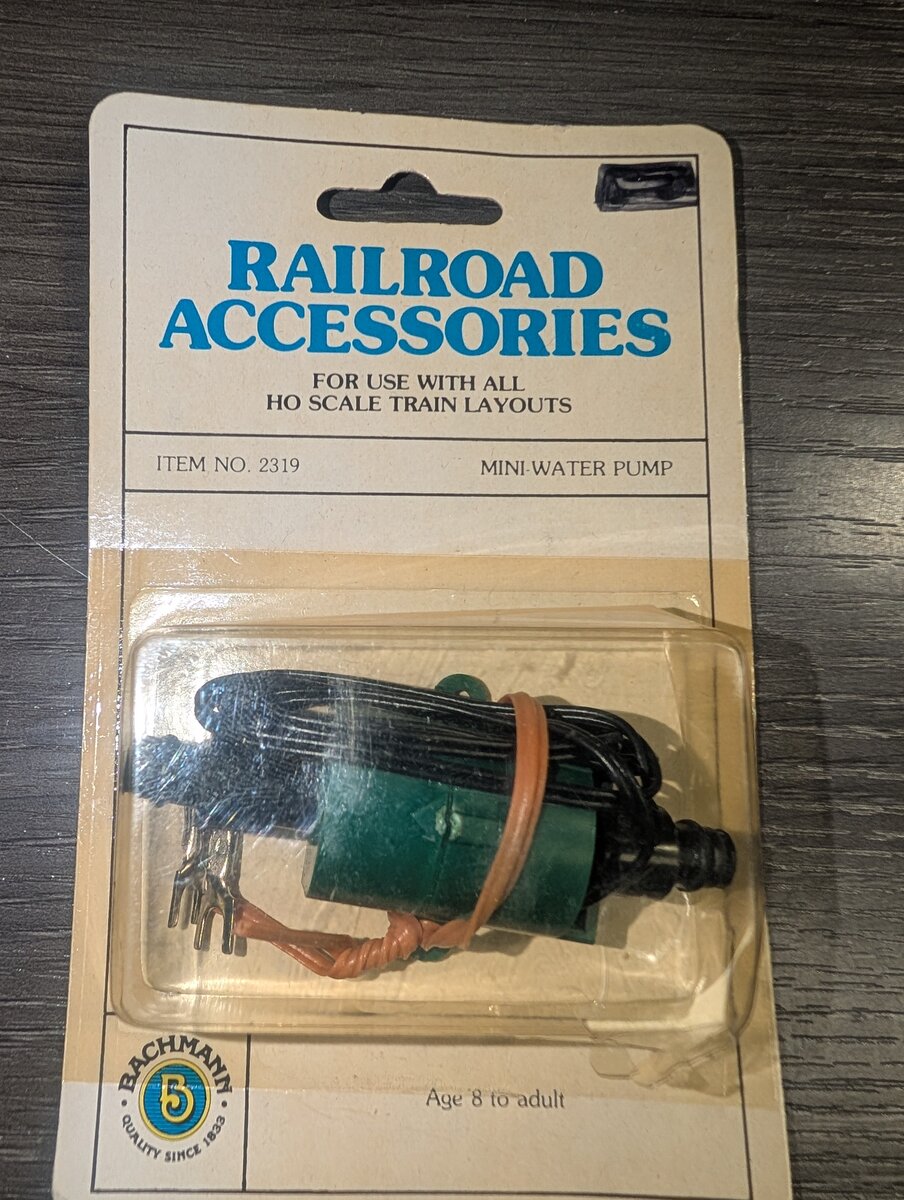 RAILROAD
ACCESSORIES
FOR USE WITH ALL
HO SCALE TRAIN LAYOUTS
ITEM NO. 2319 MINI-WATER PUMP
BACHMANN
B
• QUALITY SINCE 1833 •
Age 8 to adult